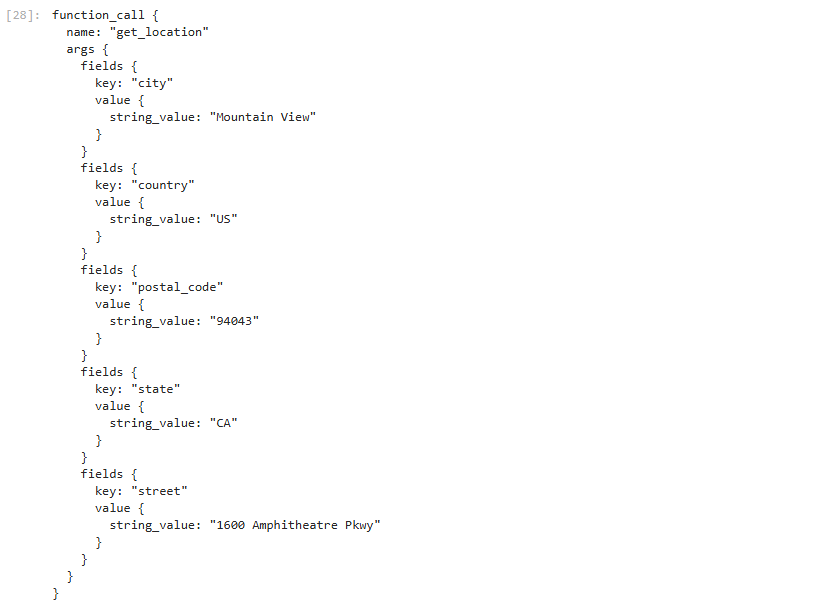 [28]: function_call {
  name: "get_location"
  args {
    fields {
      key: "city"
      value {
        string_value: "Mountain View"
      }
    }
    fields {
      key: "country"
      value {
        string_value: "US"
      }
    }
    fields {
      key: "postal_code"
      value {
        string_value: "94043"
      }
    }
    fields {
      key: "state"
      value {
        string_value: "CA"
      }
    }
    fields {
      key: "street"
      value {
        string_value: "1600 Amphitheatre Pkwy"
      }
    }
  }
}